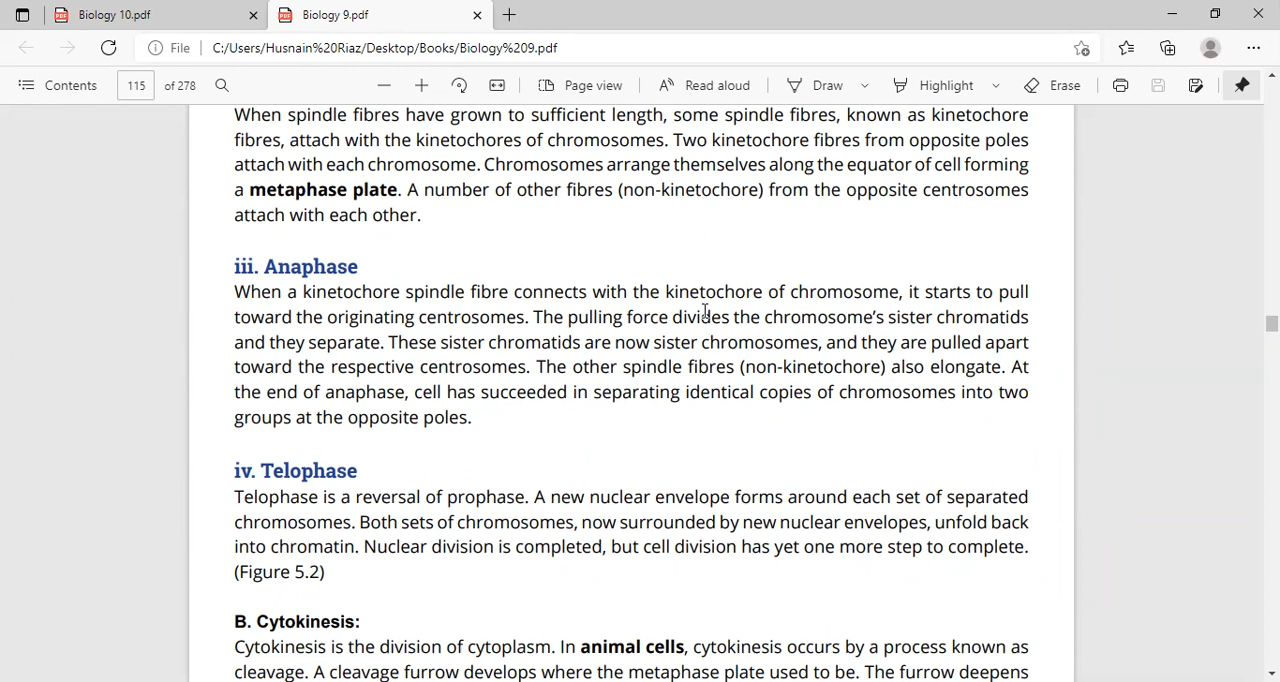 Biology 10.pdf
Biology 9.pdf
File
C:/Users/Husnain%20Riaz/Desktop/Books/Biology%209.pdf
Contents
115
of 278
Page view
Read aloud
Draw
Highlight
Erase
When spindle fibres have grown to sufficient length, some spindle fibres, known as kinetochore
fibres, attach with the kinetochores of chromosomes. Two kinetochore fibres from opposite poles
attach with each chromosome. Chromosomes arrange themselves along the equator of cell forming
a metaphase plate. A number of other fibres (non-kinetochore) from the opposite centrosomes
attach with each other.
iii. Anaphase
When a kinetochore spindle fibre connects with the kinetochore of chromosome, it starts to pull
toward the originating centrosomes. The pulling force divides the chromosome's sister chromatids
and they separate. These sister chromatids are now sister chromosomes, and they are pulled apart
toward the respective centrosomes. The other spindle fibres (non-kinetochore) also elongate. At
the end of anaphase, cell has succeeded in separating identical copies of chromosomes into two
groups at the opposite poles.
iv. Telophase
Telophase is a reversal of prophase. A new nuclear envelope forms around each set of separated
chromosomes. Both sets of chromosomes, now surrounded by new nuclear envelopes, unfold back
into chromatin. Nuclear division is completed, but cell division has yet one more step to complete.
(Figure 5.2)
B. Cytokinesis:
Cytokinesis is the division of cytoplasm. In animal cells, cytokinesis occurs by a process known as
cleavage. A cleavage furrow develops where the metaphase plate used to be. The furrow deepens